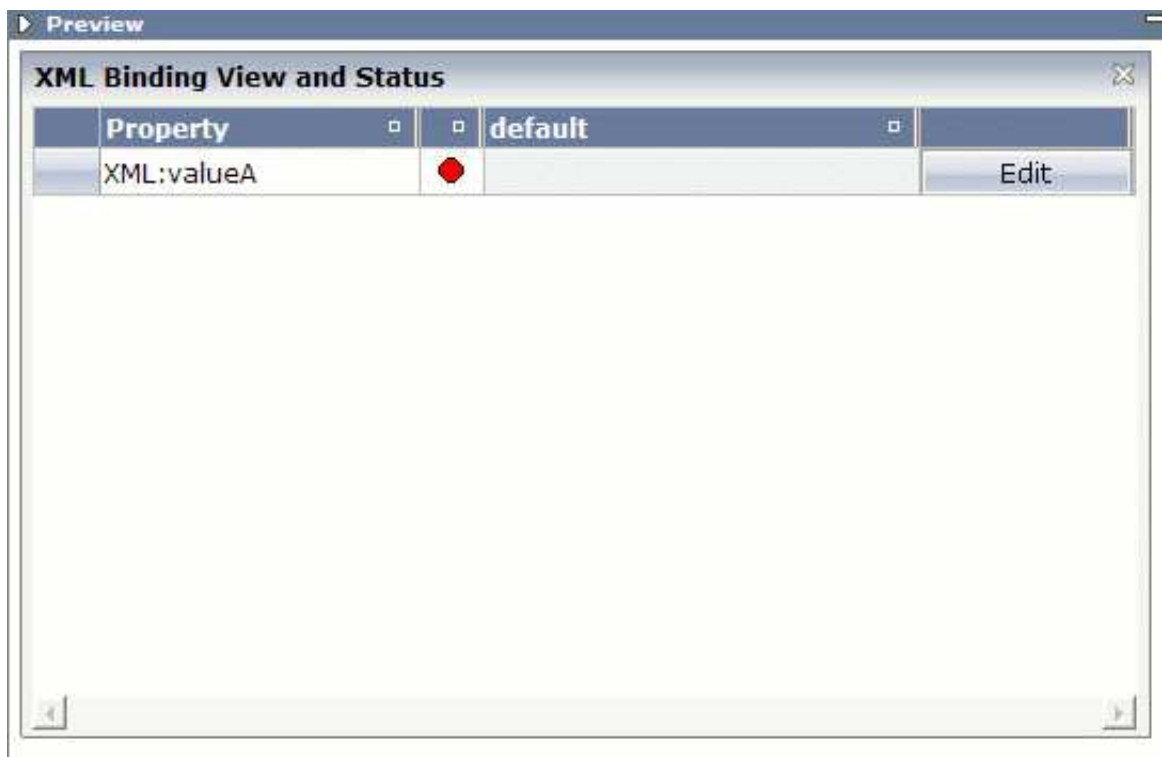 Preview
XML Binding View and Status
Property default
XML:valueA Edit